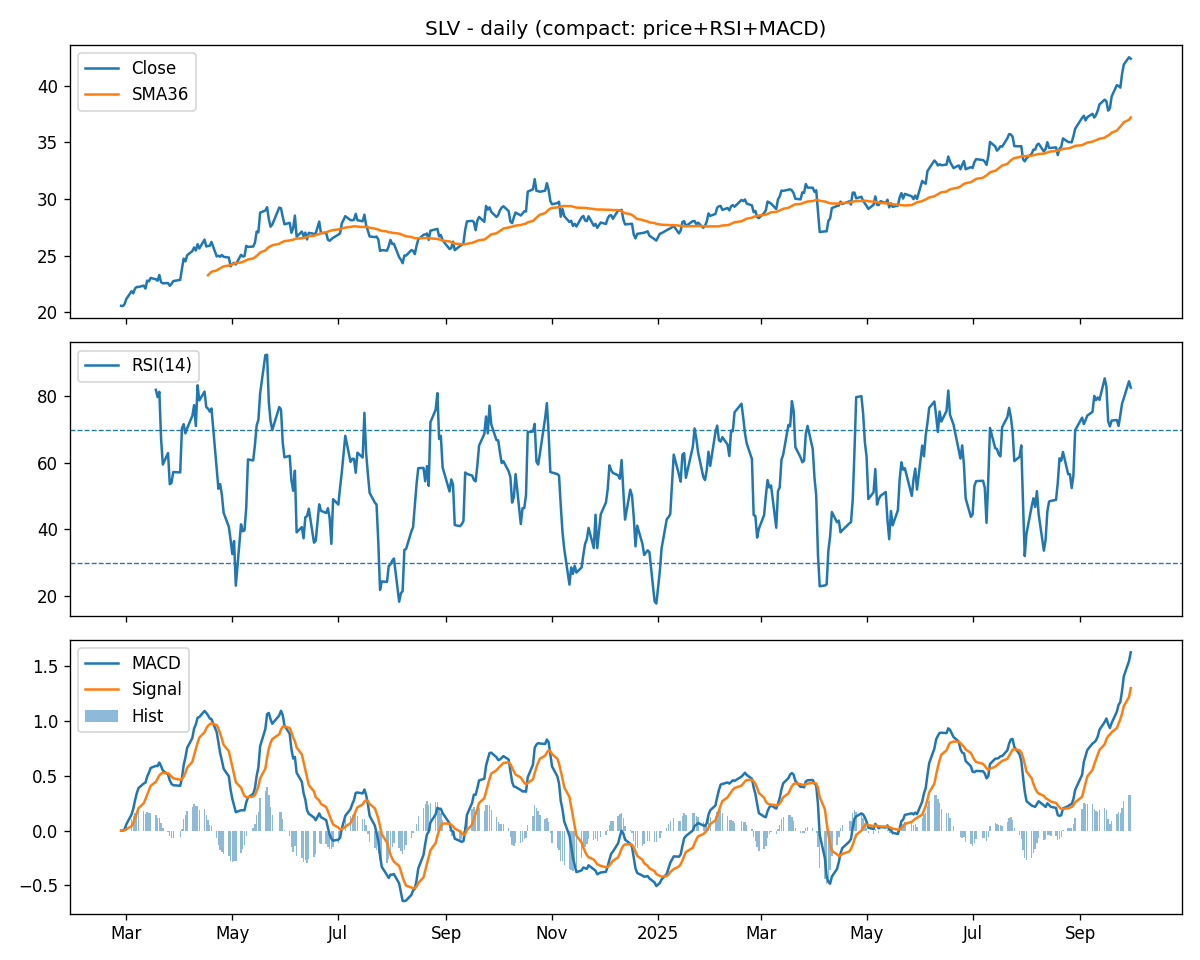 SLV - daily (compact: price+RSI+MACD)
Close
SMA36
40
35
30
25
20
RSI(14)
80
60
40
20
MACD
Signal
Hist
1.5
1.0
0.5
0.0
−0.5
Mar May Jul Sep Nov 2025 Mar May Jul Sep